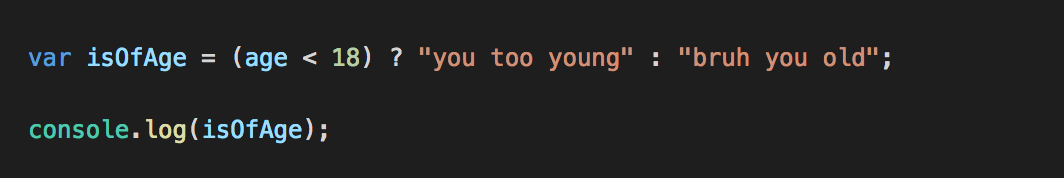 var isOfAge = (age < 18) ? "you too young" : "bruh you old";
console.log(isOfAge);